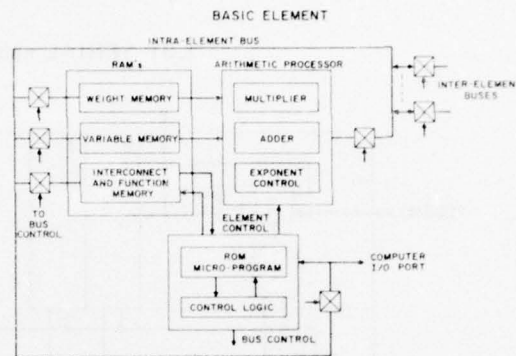 BASIC ELEMENT
INTRA-ELEMENT BUS
RAM's
ARITHMETIC PROCESSOR
WEIGHT MEMORY
MULTIPLIER
INTER-ELEMENT
BUSES
VARIABLE MEMORY
ADDER
INTERCONNECT
AND FUNCTION
MEMORY
EXPONENT
CONTROL
TO
BUS
CONTROL
ELEMENT
CONTROL
ROM
MICRO-PROGRAM
COMPUTER
I/O PORT
CONTROL LOGIC
BUS CONTROL